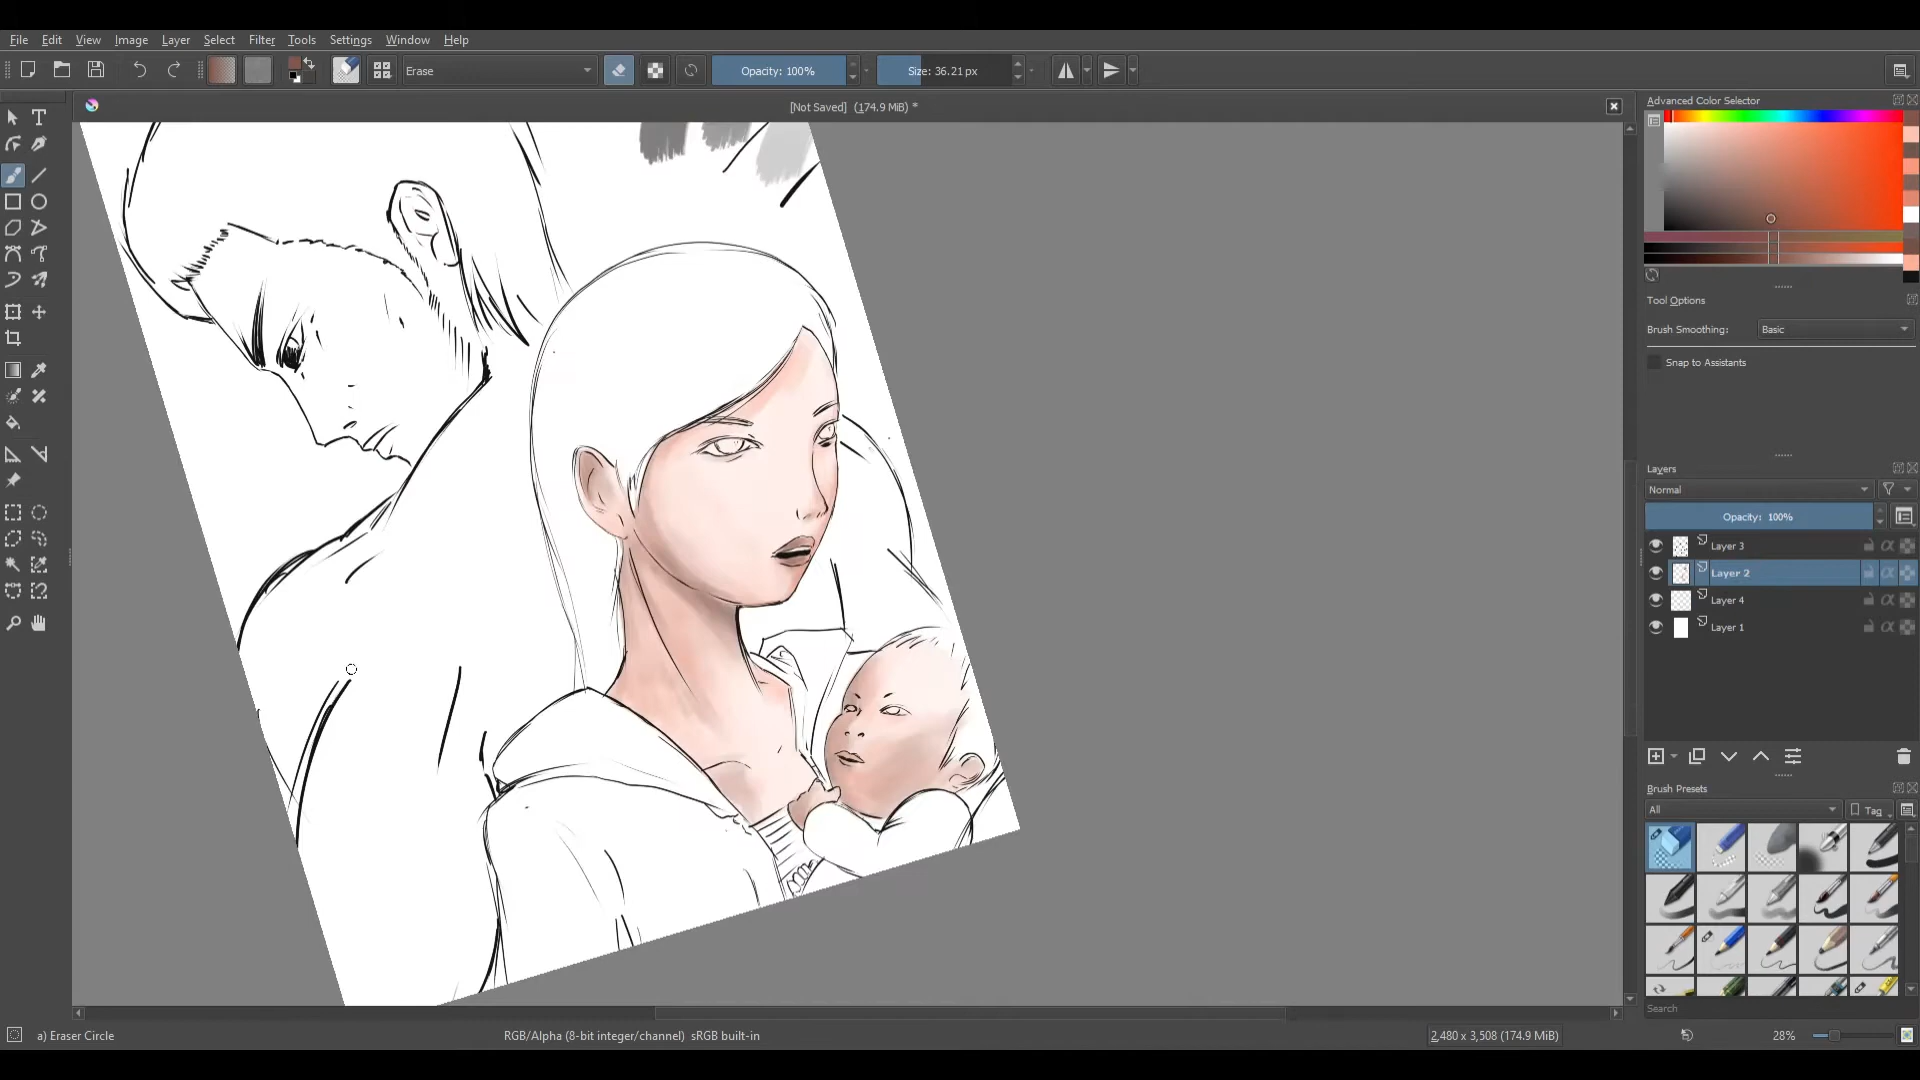 File Edit View Image Layer Select Filter Tools Settings Window Help
Erase Opacity: 100% Size: 36.21 px
[Not Saved] (174.9 MiB) *
Advanced Color Selector
Tool Options
Brush Smoothing: Basic
Snap to Assistants
Layers
Normal
Opacity: 100%
Layer 3
Layer 2
Layer 4
Layer 1
Brush Presets
All Tag
Search
a) Eraser Circle RGB/Alpha (8-bit integer/channel) sRGB built-in 2,480 x 3,508 (174.9 MiB) 28%